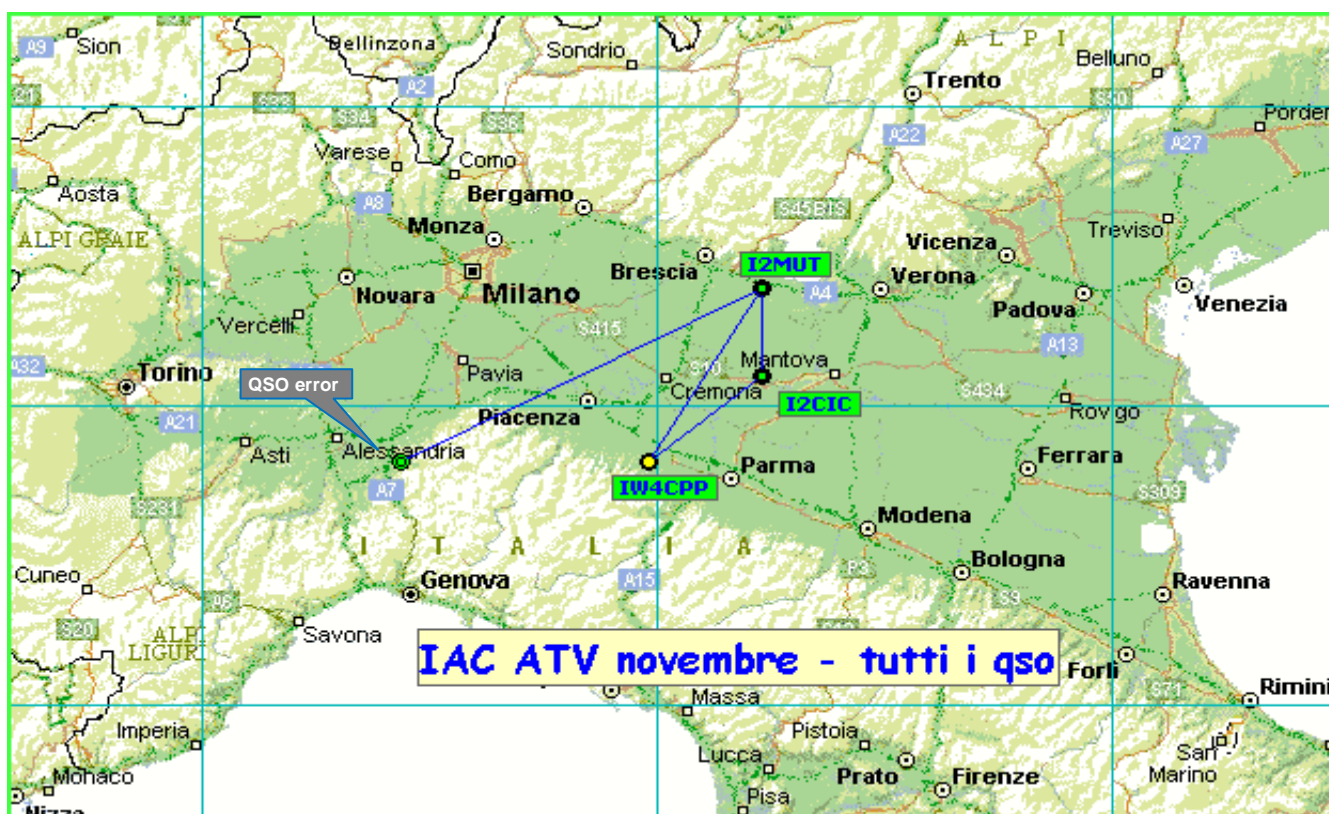 A L P I
A9
Sion
Bellinzona
Sondrio
Belluno
A2
Trento
S34
S36
S50
Porden
A22
A27
Varese
Como
Aosta
Bergamo
A8
S45BIS
Treviso
ALPI GRAIE
Monza
Vicenza
Brescia
I2MUT
Verona
Novara
Milano
A4
Padova
Venezia
Vercelli
S415
A13
Mantova
A32
Torino
Pavia
S10
QSO error
Cremona
S434
Piacenza
I2CIC
Rovigo
A21
Asti
Alessandria
Parma
Ferrara
A7
IW4CPP
S309
S231
Modena
I T A L I A
Bologna
Cuneo
Genova
A15
Ravenna
A6
S9
S20
Savona
ALPI
LIGURI
IAC ATV novembre - tutti i qso
Forlì
S71
Rimini
Massa
Imperia
Pistoia
Lucca
San
Marino
Monaco
Prato
Firenze
Pisa
Nizza